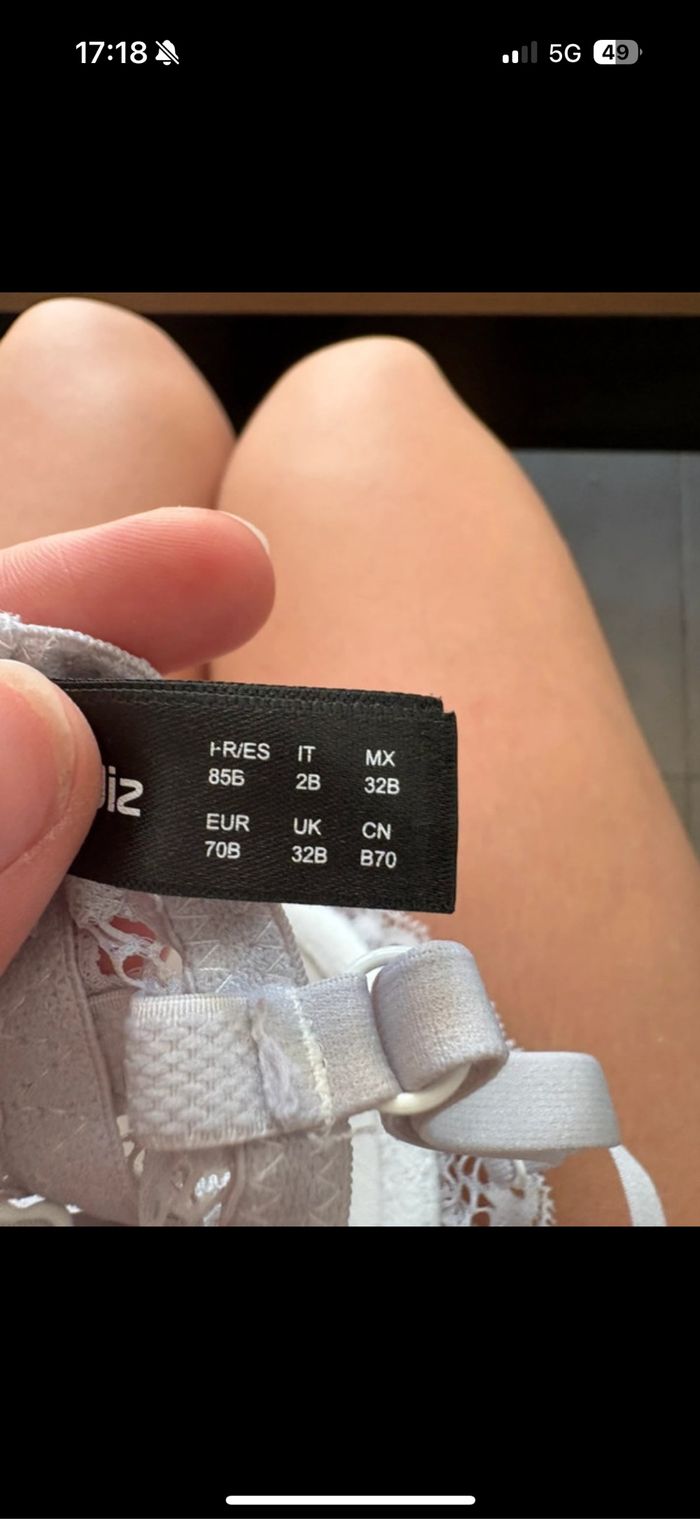 17:18 5G 49
FR/ES IT MX
85B 2B 32B
EUR UK CN
70B 32B B70